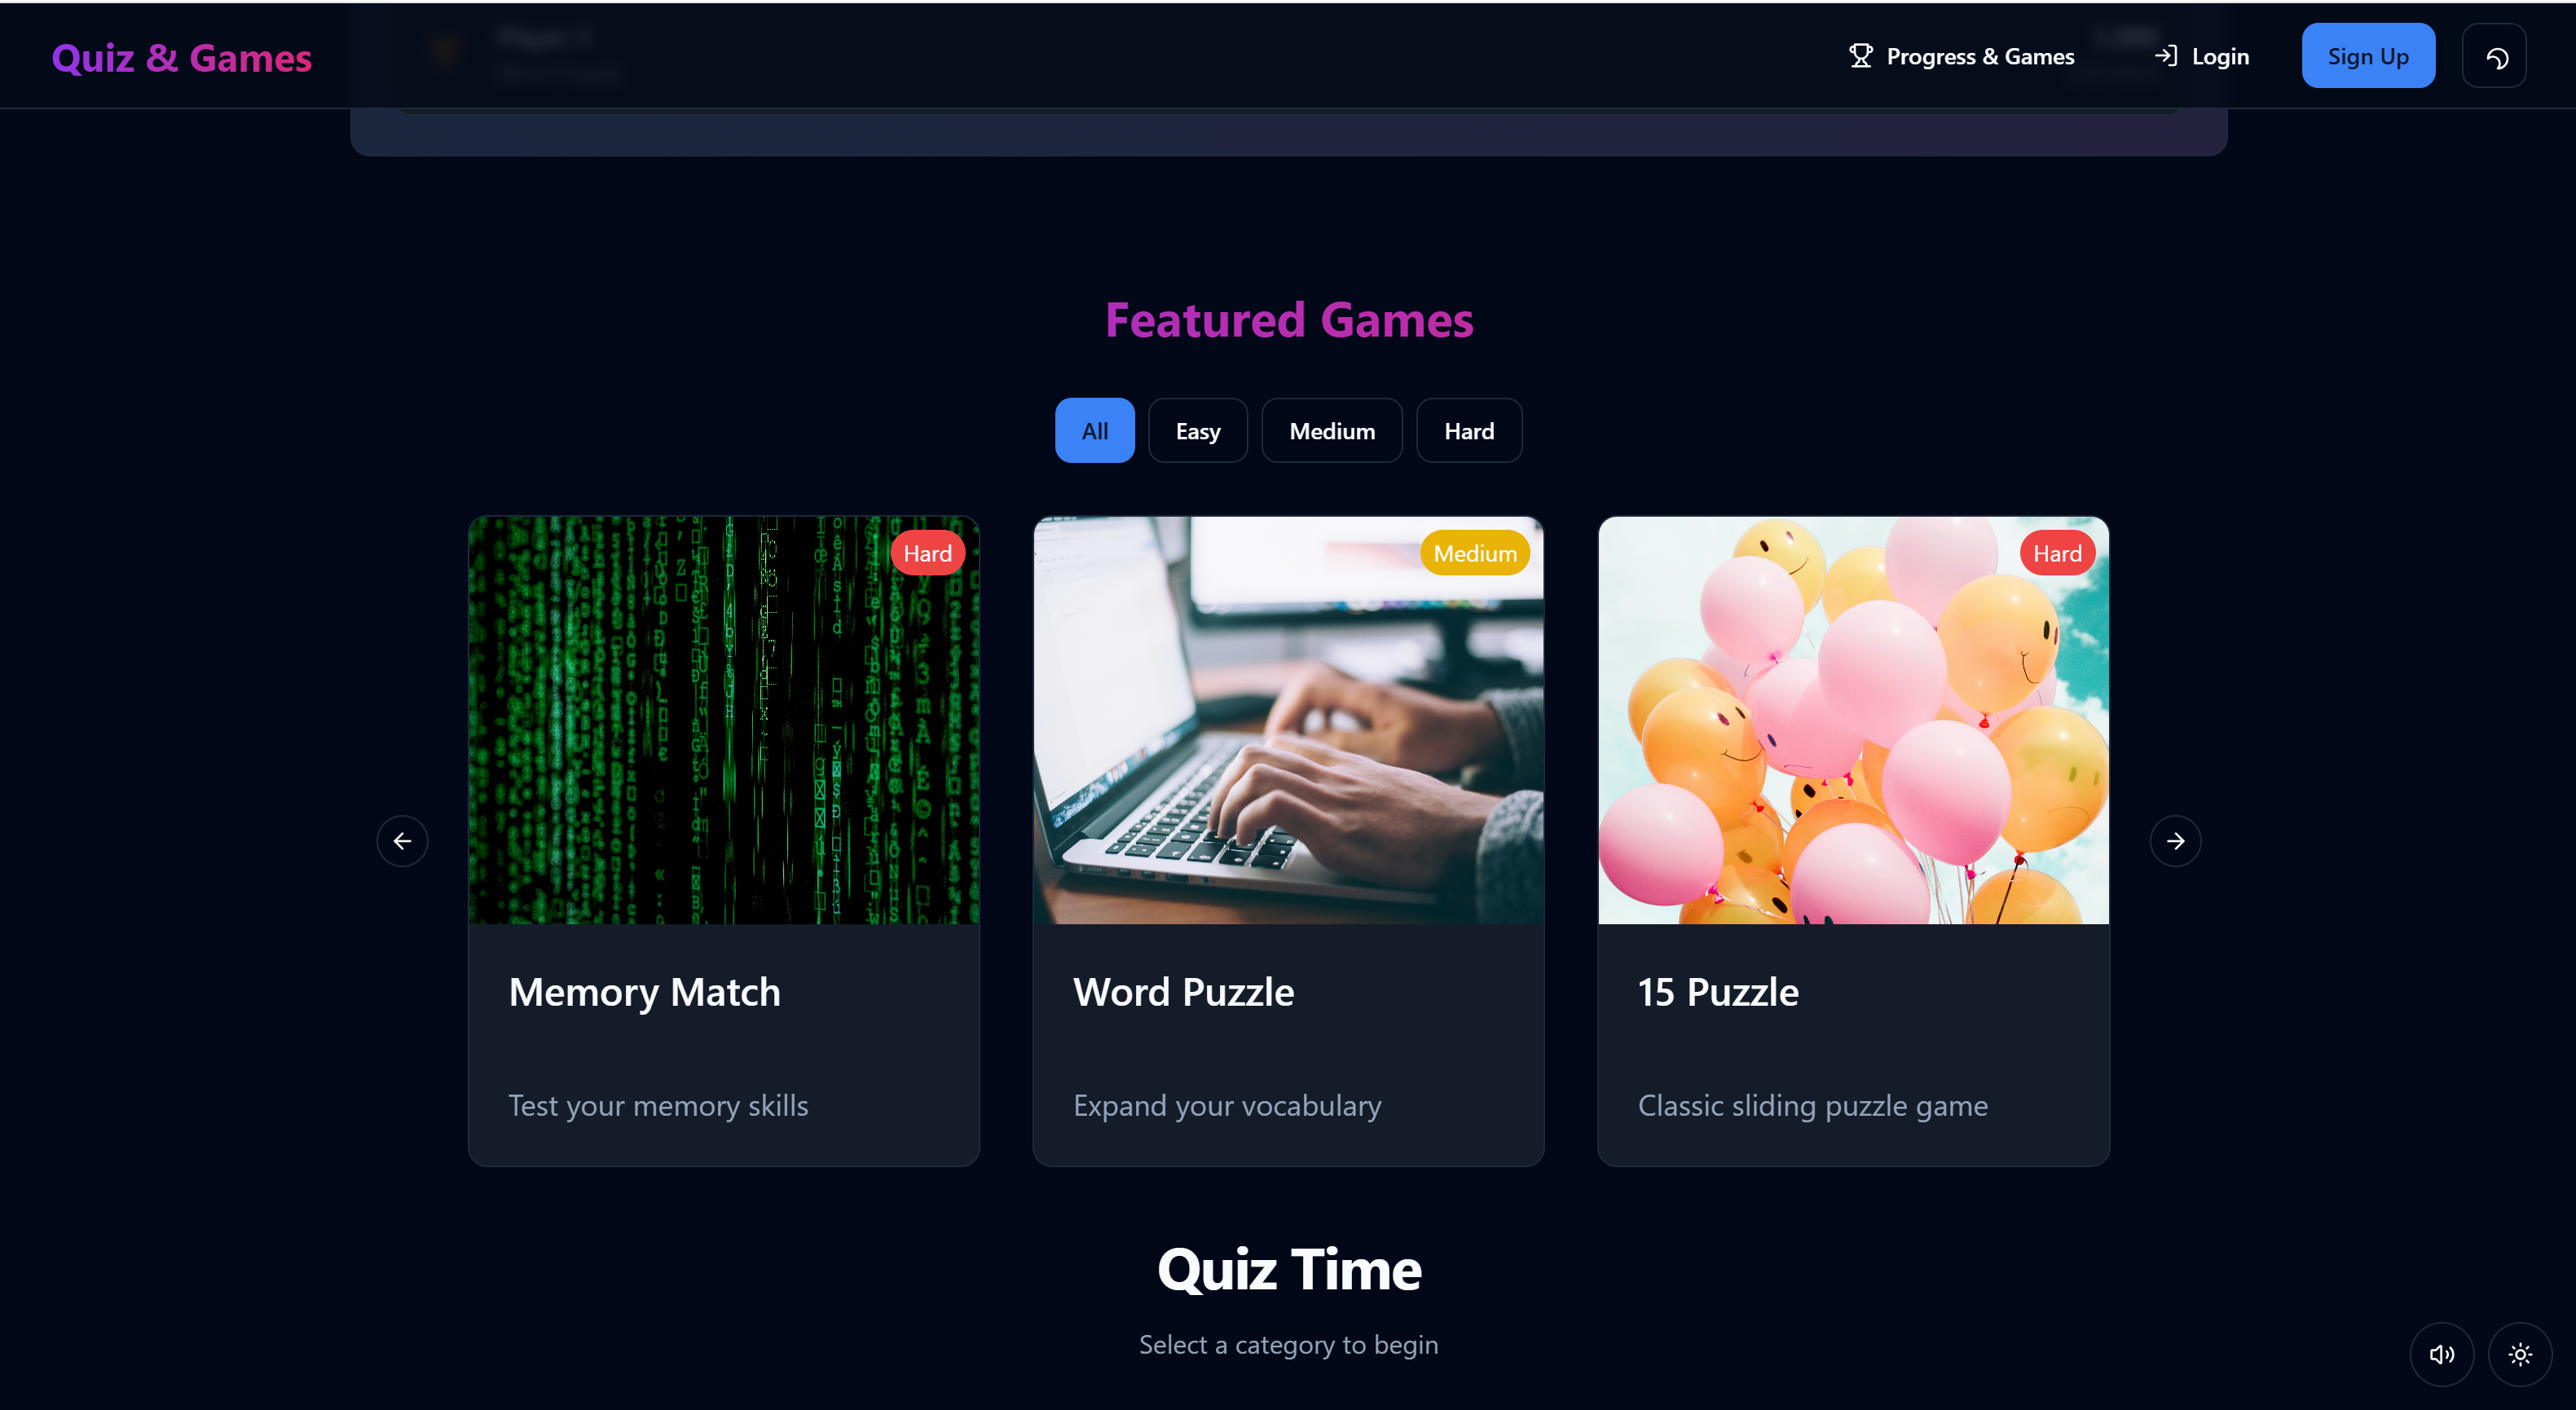 Quiz & Games
Progress & Games
Login
Sign Up
Featured Games
All
Easy
Medium
Hard
Hard
Medium
Hard
Memory Match
Word Puzzle
15 Puzzle
Test your memory skills
Expand your vocabulary
Classic sliding puzzle game
Quiz Time
Select a category to begin